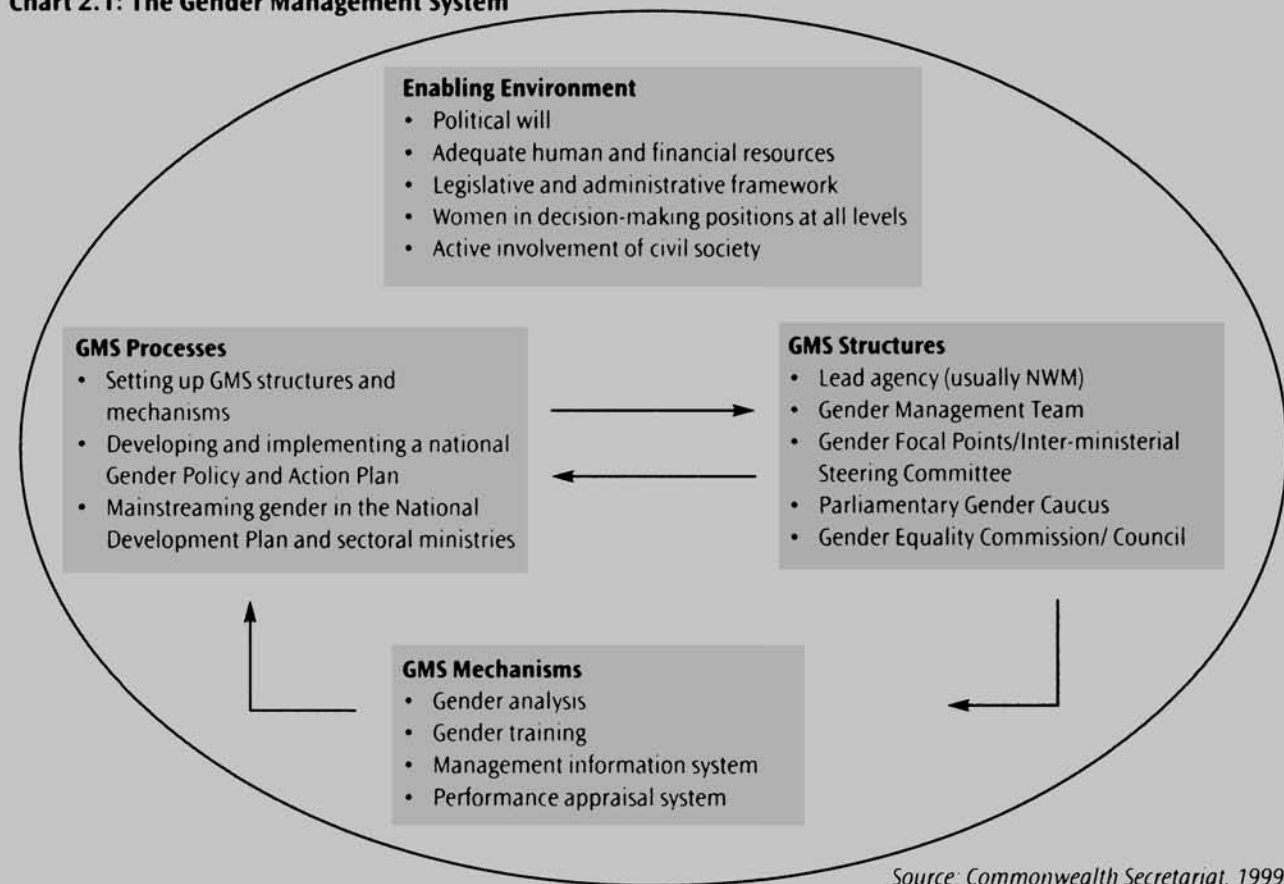 Chart 2.1: The Gender Management System
Enabling Environment
• Political will
• Adequate human and financial resources
• Legislative and administrative framework
• Women in decision-making positions at all levels
• Active involvement of civil society
GMS Processes
• Setting up GMS structures and
mechanisms
• Developing and implementing a national
Gender Policy and Action Plan
• Mainstreaming gender in the National
Development Plan and sectoral ministries
GMS Structures
• Lead agency (usually NWM)
• Gender Management Team
• Gender Focal Points/Inter-ministerial
Steering Committee
• Parliamentary Gender Caucus
• Gender Equality Commission/ Council
GMS Mechanisms
• Gender analysis
• Gender training
• Management information system
• Performance appraisal system
Source: Commonwealth Secretariat, 1999